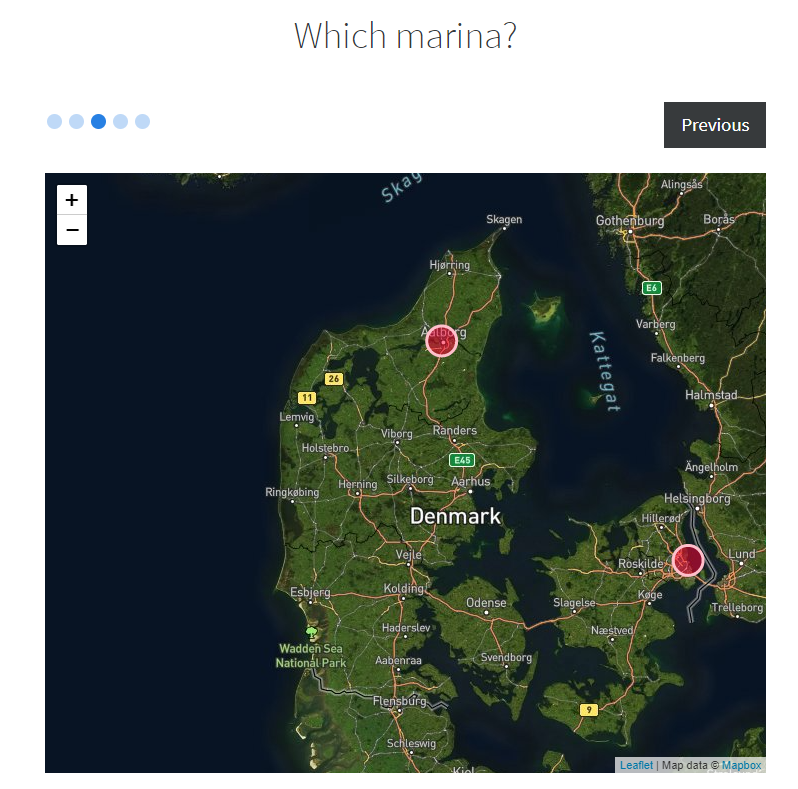 Which marina?
Previous
+
−
Skag
Alingsås
Skagen
Gothenburg
Borås
Hjørring
E6
Kattegat
Varberg
Aalborg
Falkenberg
26
11
Halmstad
Lemvig
Viborg
Randers
Holstebro
E45
Ängelholm
Ringkøbing
Herning
Silkeborg
Aarhus
Helsingborg
Denmark
Hillerød
Vejle
Roskilde
Lund
Esbjerg
Kolding
Odense
Slagelse
Køge
Trelleborg
Haderslev
Næstved
Wadden Sea
National Park
Aabenraa
Svendborg
Flensburg
9
Schleswig
Kiel
Leaflet | Map data © Mapbox